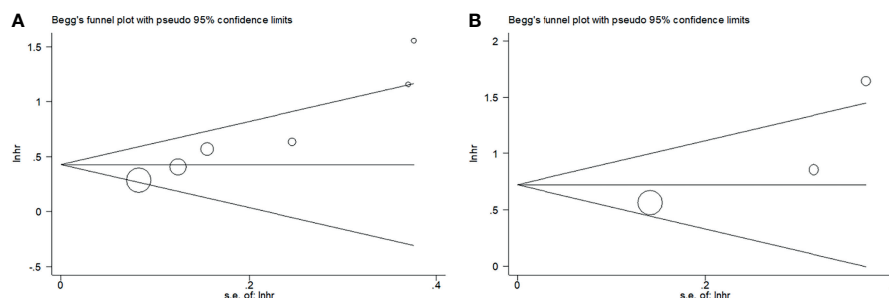 A
Begg's funnel plot with pseudo 95% confidence limits
1.5
1
.5
0
-.5
lnhr
0
.2
.4
s.e. of: lnhr
B
Begg's funnel plot with pseudo 95% confidence limits
2
1.5
1
.5
0
lnhr
0
.2
s.e. of: lnhr